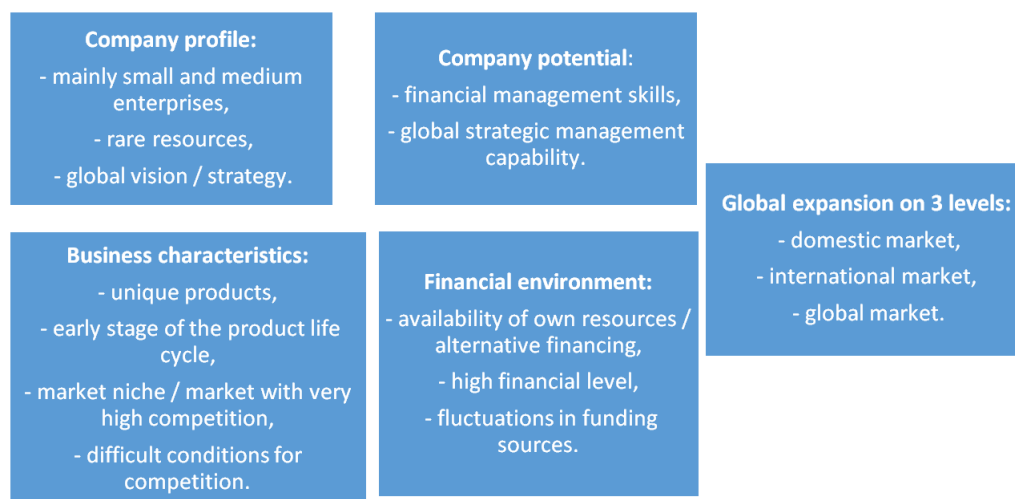 Company profile:
- mainly small and medium
enterprises,
- rare resources,
- global vision / strategy.
Company potential:
- financial management skills,
- global strategic management
capability.
Global expansion on 3 levels:
- domestic market,
- international market,
- global market.
Business characteristics:
- unique products,
- early stage of the product life
cycle,
- market niche / market with very
high competition,
- difficult conditions for
competition.
Financial environment:
- availability of own resources /
alternative financing,
- high financial level,
- fluctuations in funding
sources.